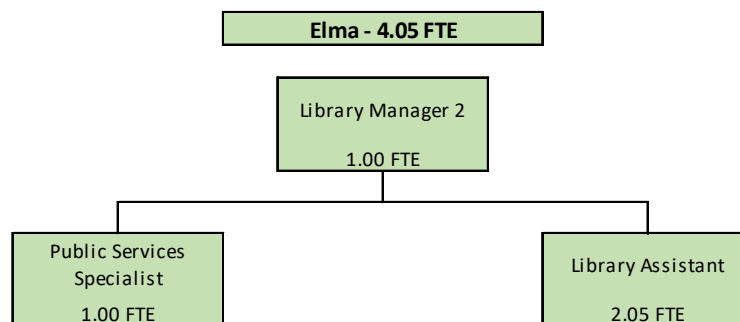 Elma - 4.05 FTE
Library Manager 2
1.00 FTE
Public Services
Specialist
1.00 FTE
Library Assistant
2.05 FTE